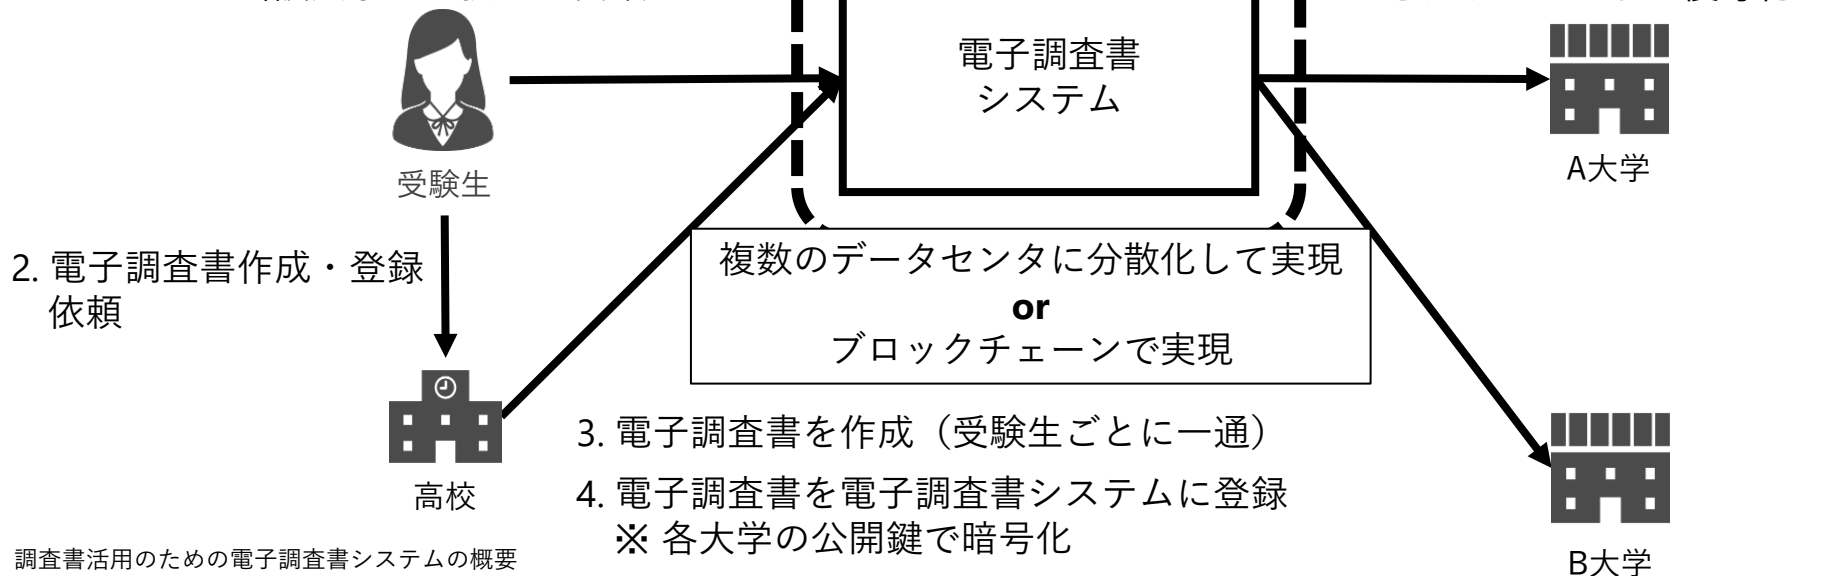 電子調査書
システム
受験生
A大学
2. 電子調査書作成・登録
依頼
複数のデータセンタに分散化して実現
or
ブロックチェーンで実現
3. 電子調査書を作成（受験生ごとに一通）
4. 電子調査書を電子調査書システムに登録
※ 各大学の公開鍵で暗号化
高校
B大学
調査書活用のための電子調査書システムの概要